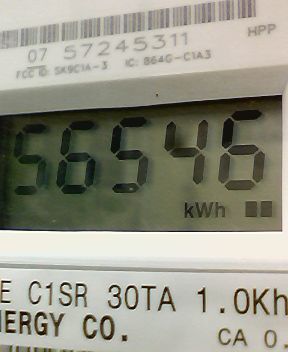 07 57245311
HPP
FCC ID: SK9C1A-3 IC: 864G-C1A3
56546
kWh
E C1SR 30TA 1.0Kh
NERGY CO.
CA 0.